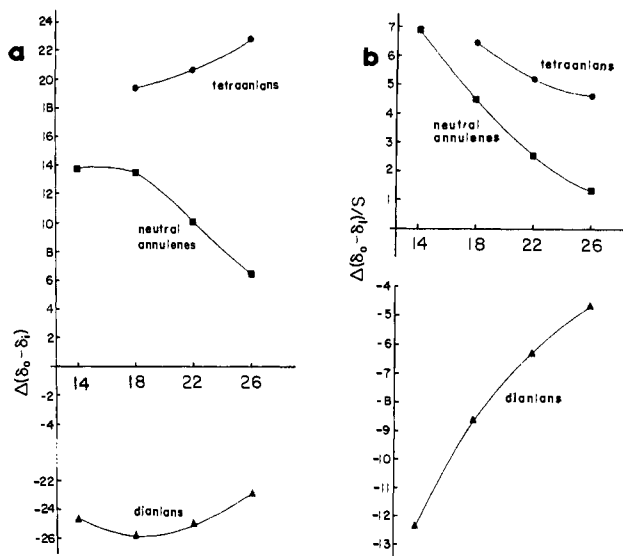 a
24
22
20
18
16
14
12
10
8
6
4
2
0
-2
-4
-22
-24
-26
Δ(δo-δi)
14 18 22 26
tetraanians
neutral
annulenes
dianians
b
7
6
5
4
3
2
1
-4
-5
-6
-7
-8
-9
-10
-11
-12
-13
Δ(δo-δi)/S
14 18 22 26
tetraanians
neutral
annulenes
dianians